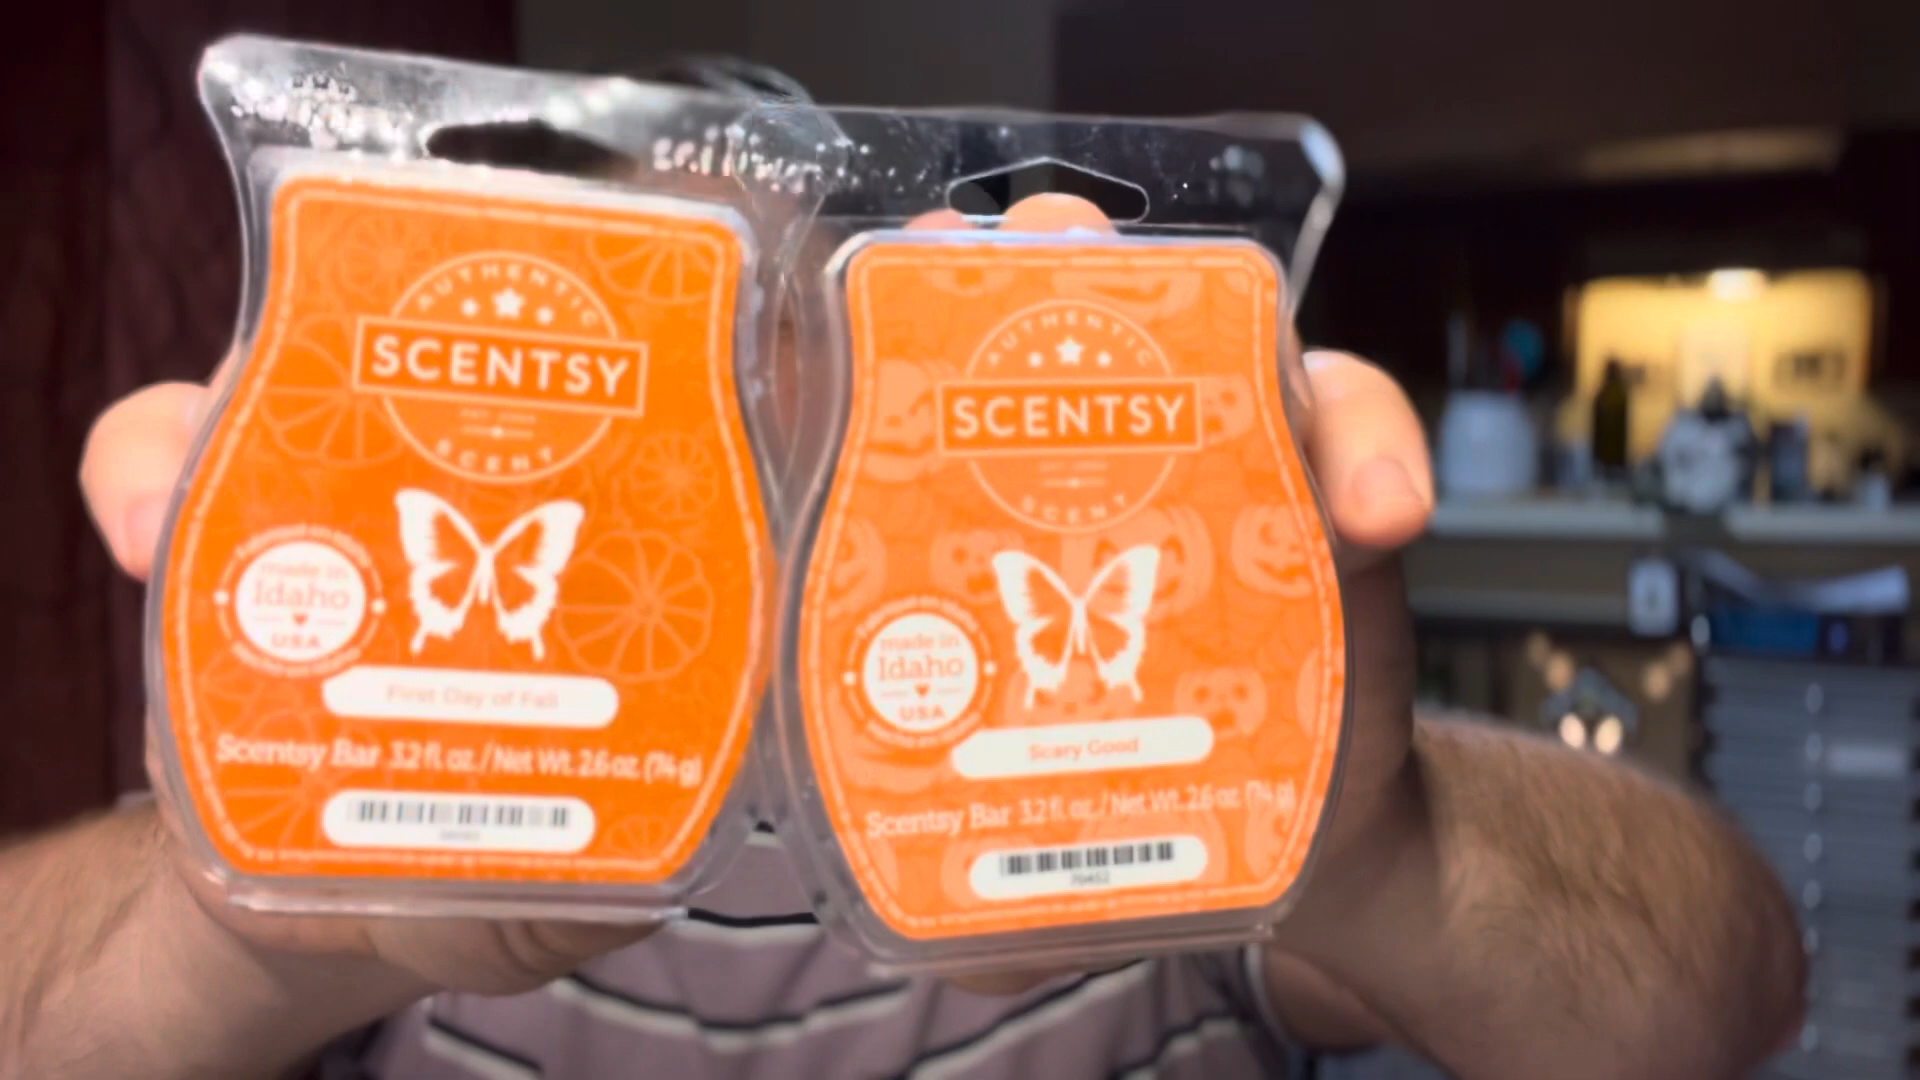 AUTHENTIC
SCENTSY
SCENT
made in
Idaho
USA
First Day of Fall
Scentsy Bar 3.2 fl. oz. / Net Wt. 2.6 oz. (74 g)
AUTHENTIC
SCENTSY
SCENT
made in
Idaho
USA
Scary Good
Scentsy Bar 3.2 fl. oz. / Net Wt. 2.6 oz. (74 g)
70452